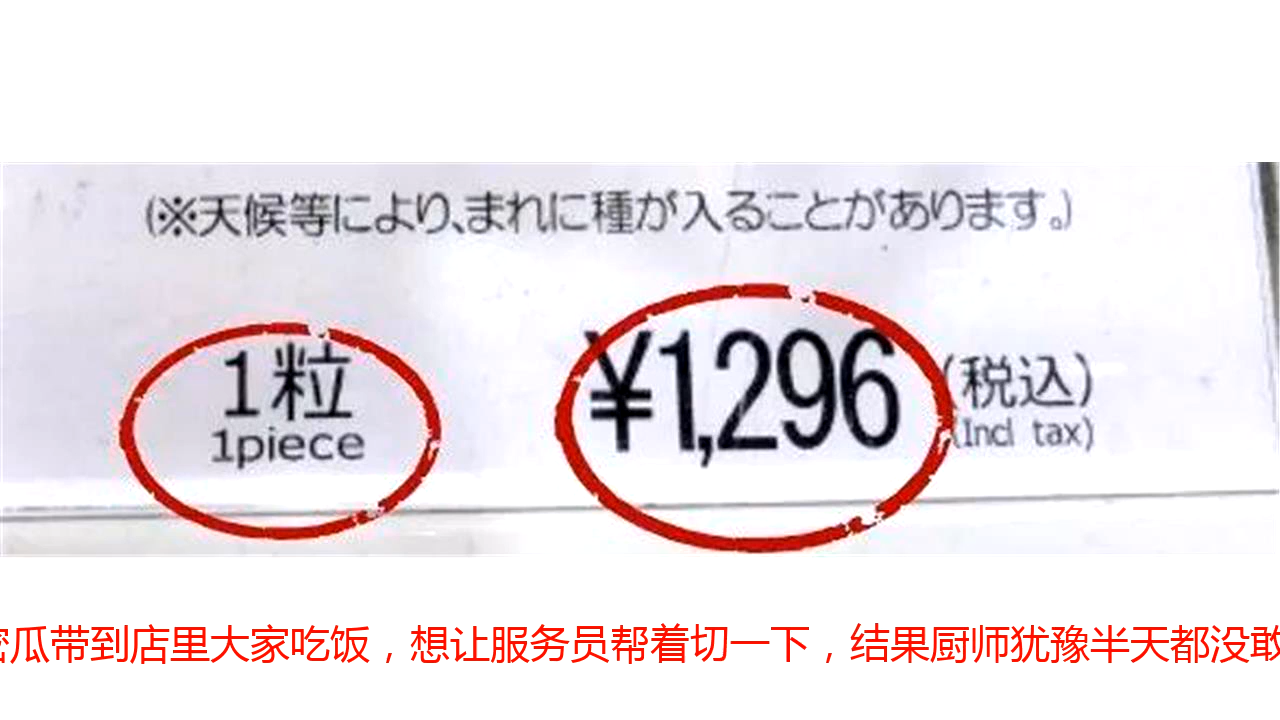 (※天候等により、まれに種が入ることがあります。)
1粒
1piece
¥1,296
(税込)
(Incl tax)
瓜带到店里大家吃饭，想让服务员帮着切一下，结果厨师犹豫半天都没敢